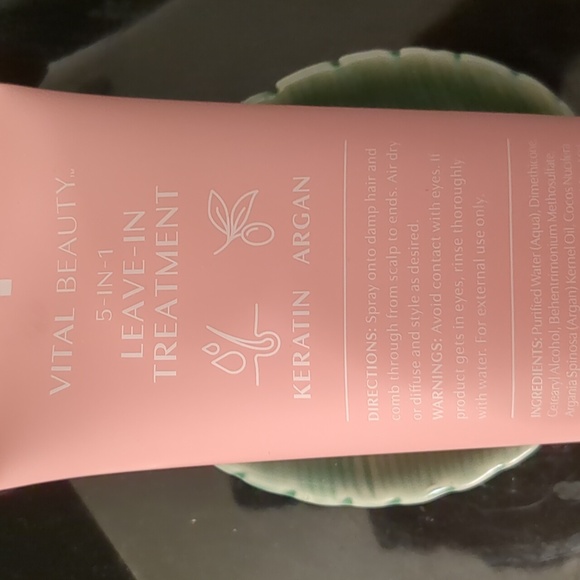 VITAL BEAUTY™
5-IN-1
LEAVE-IN
TREATMENT
KERATIN ARGAN
DIRECTIONS: Spray onto damp hair and
comb through from scalp to ends. Air dry
or diffuse and style as desired
WARNINGS: Avoid contact with eyes. If
product gets in eyes, rinse thoroughly
with water. For external use only.
INGREDIENTS: Purified Water (Aqua), Dimethicone
Cetearyl Alcohol, Behentrimonium Methosulfate
Argania Spinosa (Argan) Kernel Oil, Cocos Nucifera